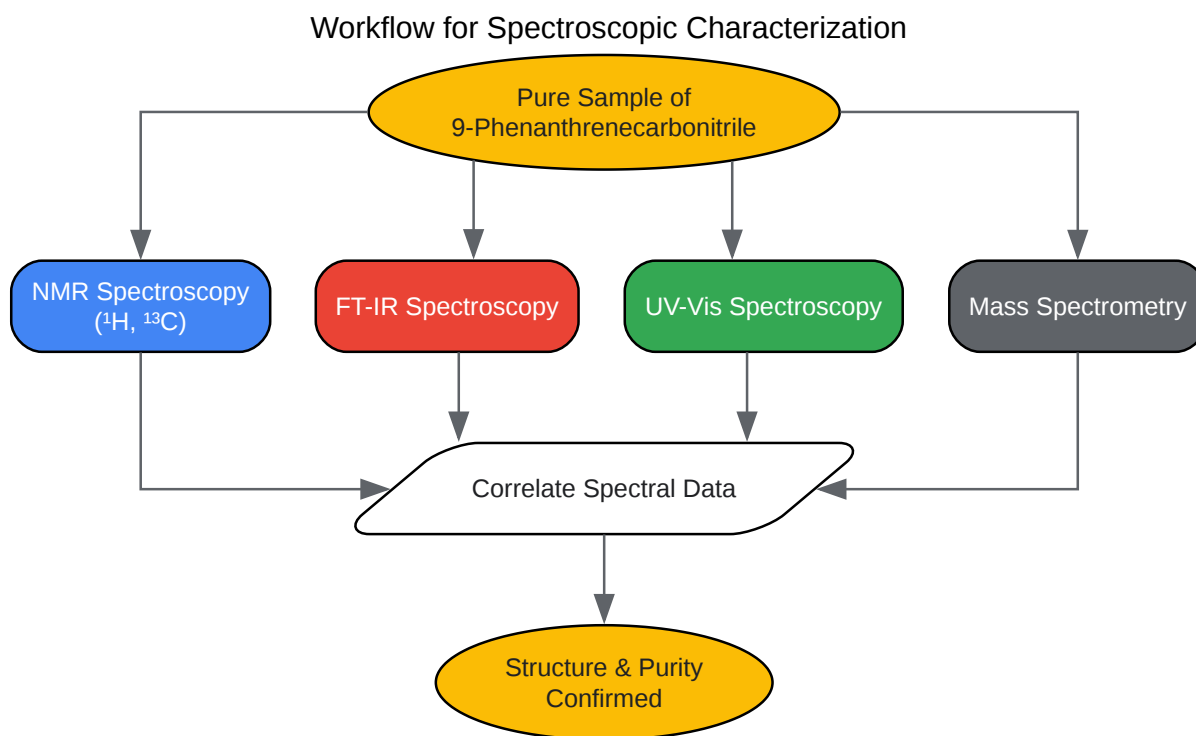 Workflow for Spectroscopic Characterization
Pure Sample of
9-Phenanthrenecarbonitrile
NMR Spectroscopy
(¹H, ¹³C)
FT-IR Spectroscopy
UV-Vis Spectroscopy
Mass Spectrometry
Correlate Spectral Data
Structure & Purity
Confirmed